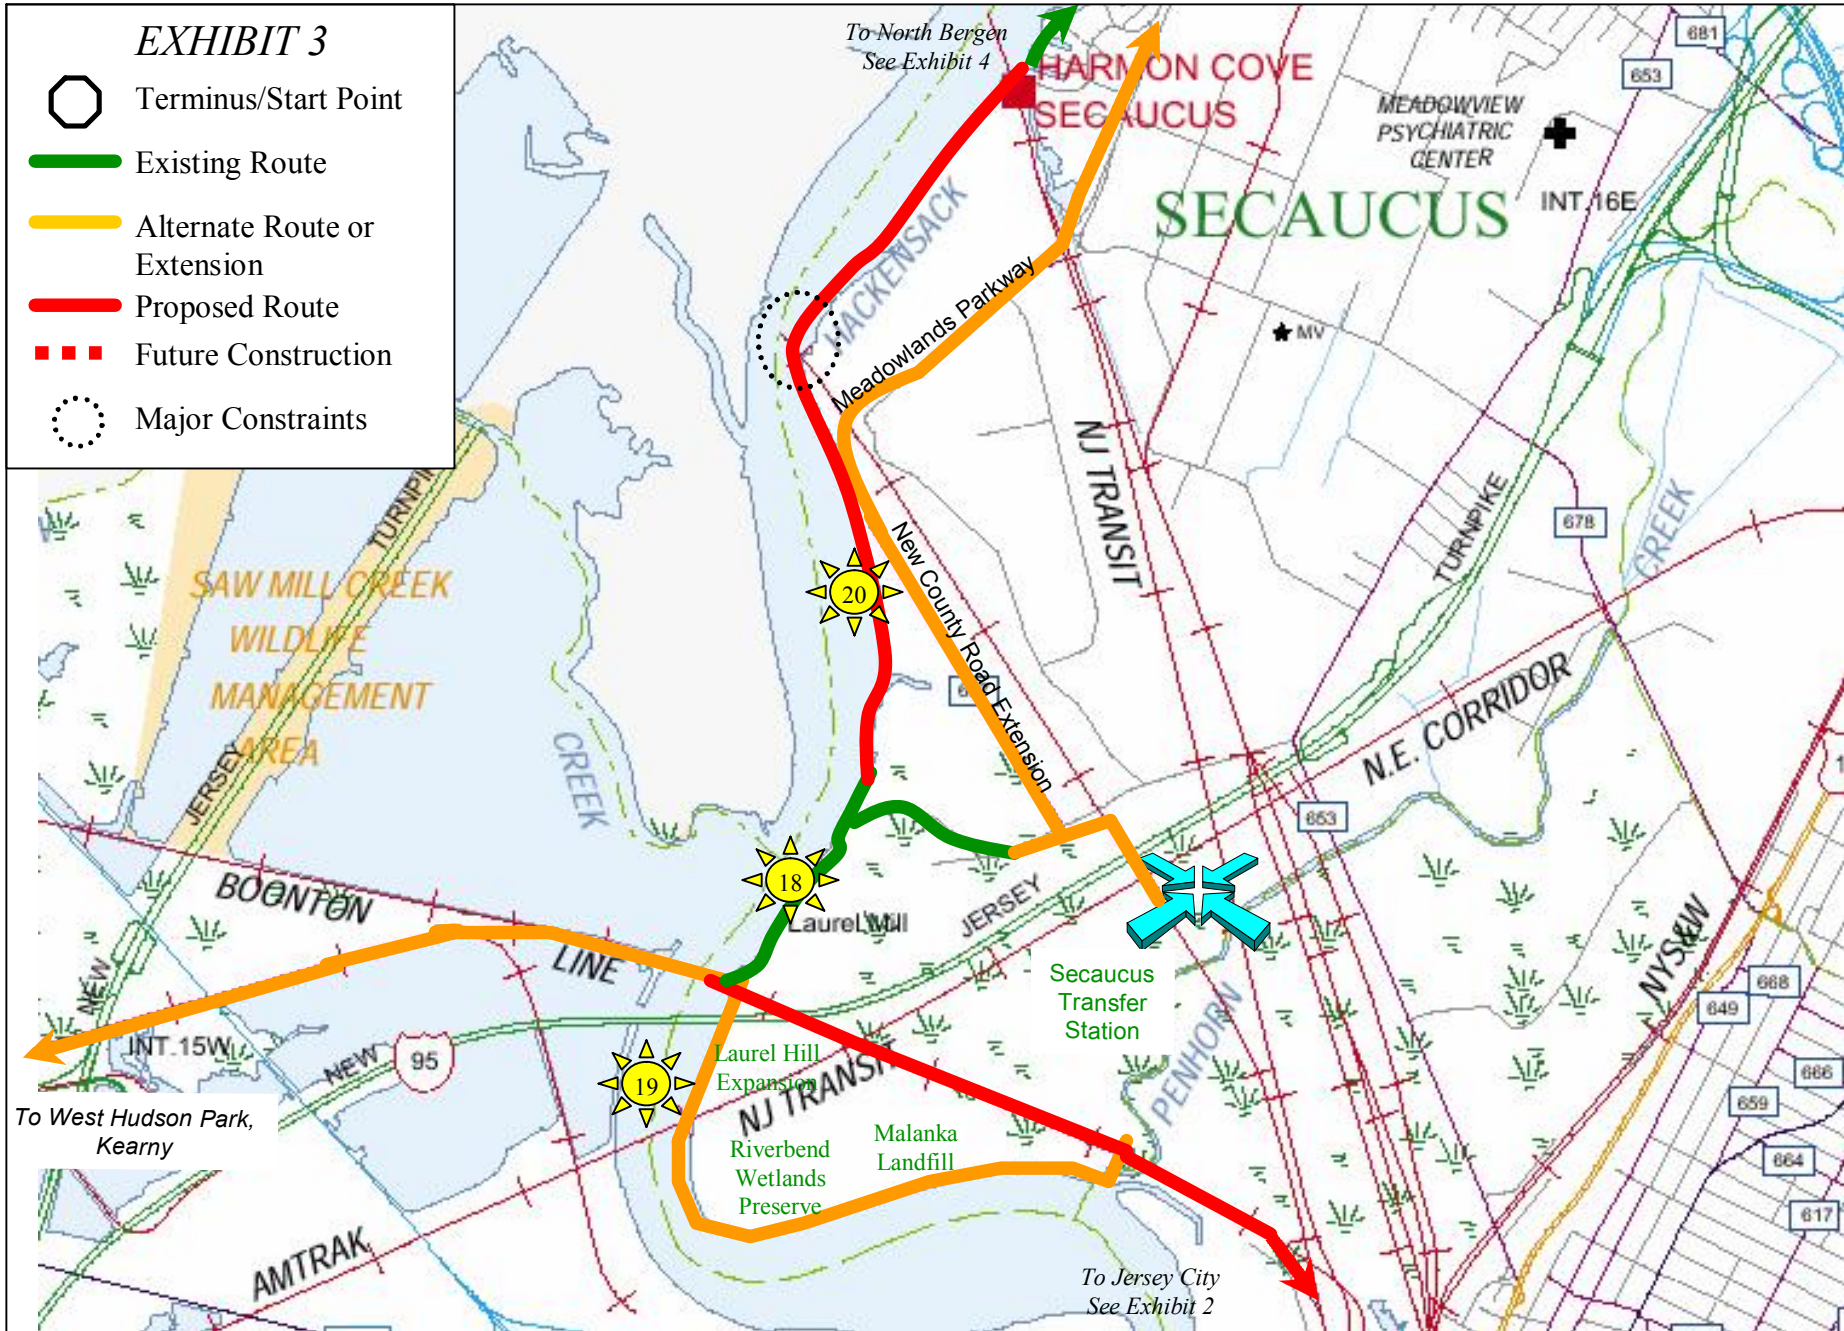 EXHIBIT 3
Terminus/Start Point
Existing Route
Alternate Route or
Extension
Proposed Route
Future Construction
Major Constraints
To North Bergen
See Exhibit 4
HARMON COVE
SECAUCUS
681
653
MEADOWVIEW
PSYCHIATRIC
CENTER
SECAUCUS
INT.16E
HACKENSACK
Meadowlands Parkway
MV
NJ TRANSIT
TURNPIKE
678
CREEK
TURNPIKE
SAW MILL CREEK
WILDLIFE
MANAGEMENT
AREA
20
New County Road Extension
N.E. CORRIDOR
JERSEY
CREEK
653
18
Laurel Mill
JERSEY
BOONTON
LINE
NYS&W
NEW
INT.15W
NEW
95
Secaucus
Transfer
Station
PENHORN
668
649
666
659
664
617
19
Laurel Hill
Expansion
NJ TRANSIT
To West Hudson Park,
Kearny
Riverbend
Wetlands
Preserve
Malanka
Landfill
AMTRAK
To Jersey City
See Exhibit 2